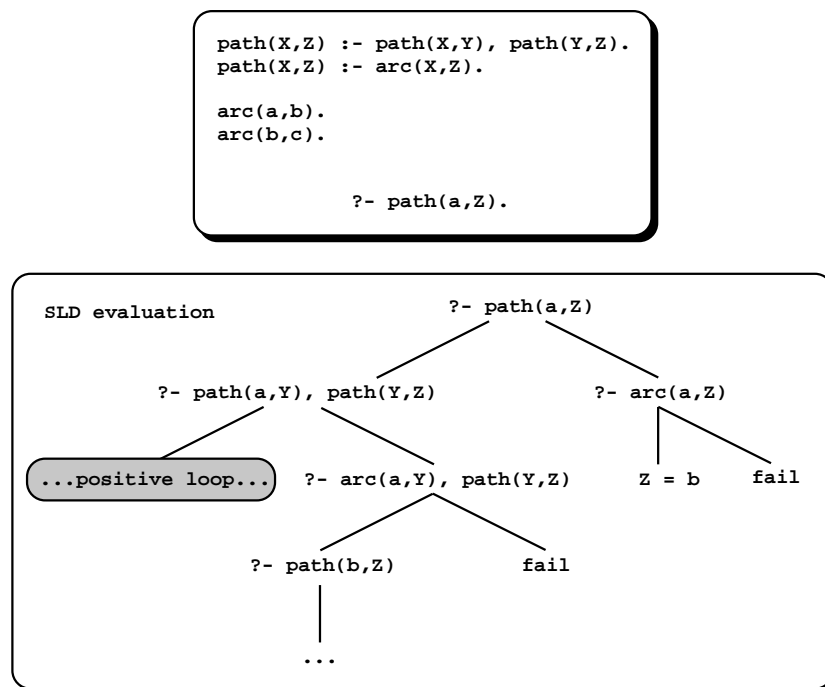 path(X,Z) :- path(X,Y), path(Y,Z).
path(X,Z) :- arc(X,Z).
arc(a,b).
arc(b,c).
?- path(a,Z).
SLD evaluation
?- path(a,Z)
?- path(a,Y), path(Y,Z)
?- arc(a,Z)
...positive loop...
?- arc(a,Y), path(Y,Z)
Z = b
fail
?- path(b,Z)
fail
...